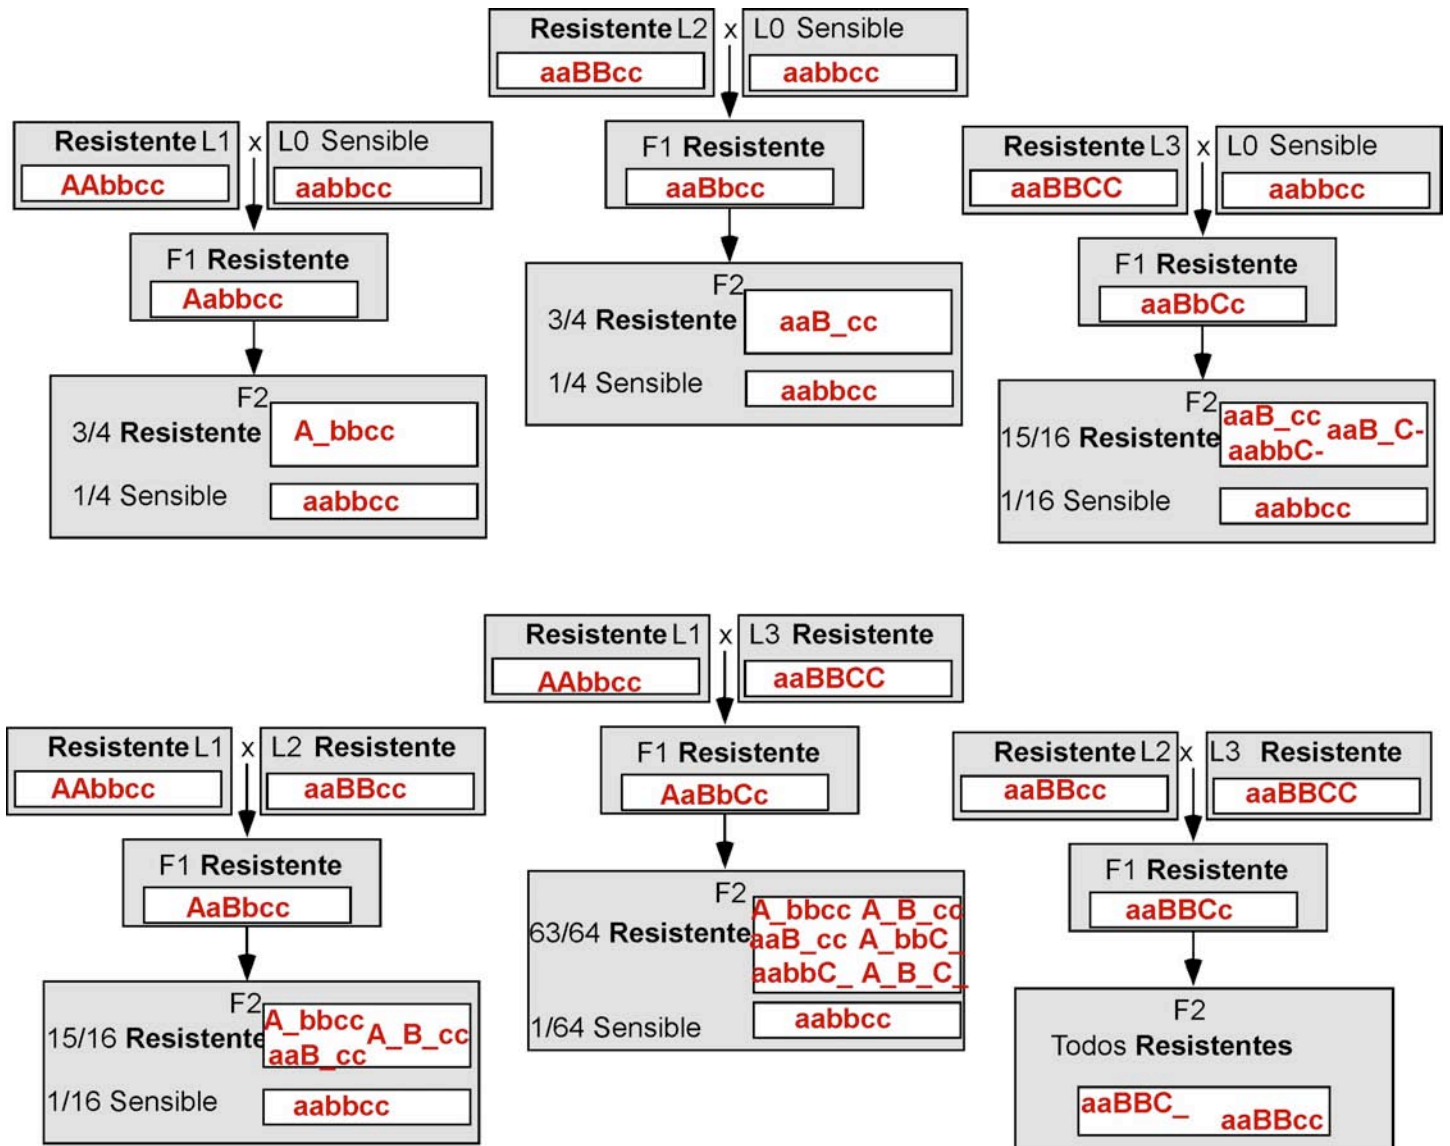 Resistente L1 x L0 Sensible
AAbbcc aabbcc
F1 Resistente
Aabbcc
F2
3/4 Resistente A_bbcc
1/4 Sensible aabbcc
Resistente L2 x L0 Sensible
aaBBcc aabbcc
F1 Resistente
aaBbcc
F2
3/4 Resistente aaB_cc
1/4 Sensible aabbcc
Resistente L3 x L0 Sensible
aaBBCC aabbcc
F1 Resistente
aaBbCc
F2
aaB_cc aaB_C-
15/16 Resistente
aabbC-
1/16 Sensible aabbcc
Resistente L1 x L2 Resistente
AAbbcc aaBBcc
F1 Resistente
AaBbcc
F2
A_bbcc A_B_cc
15/16 Resistente
aaB_cc
1/16 Sensible aabbcc
Resistente L1 x L3 Resistente
AAbbcc aaBBCC
F1 Resistente
AaBbCc
F2
A_bbcc A_B_cc
63/64 Resistente aaB_cc A_bbC_
aabbC_ A_B_C_
1/64 Sensible aabbcc
Resistente L2 x L3 Resistente
aaBBcc aaBBCC
F1 Resistente
aaBBCc
F2
Todos Resistentes
aaBBC_ aaBBcc